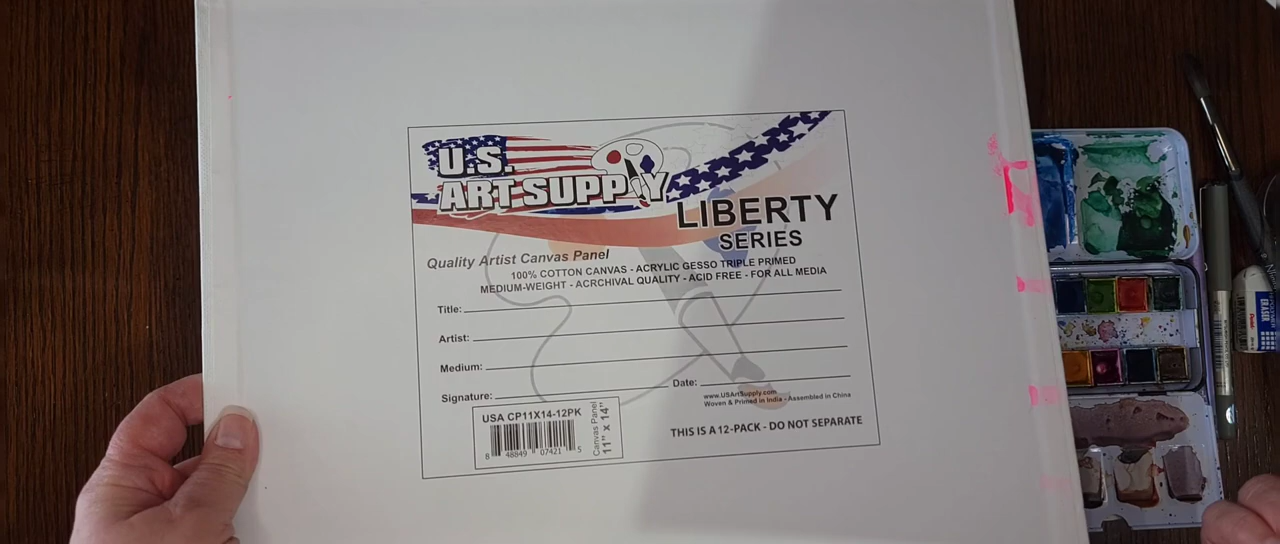 U.S.
ART SUPPLY
LIBERTY
SERIES
Quality Artist Canvas Panel
100% COTTON CANVAS - ACRYLIC GESSO TRIPLE PRIMED
MEDIUM-WEIGHT - ACRCHIVAL QUALITY - ACID FREE - FOR ALL MEDIA
Title:
Artist:
Medium:
Signature: Date:
www.USArtSupply.com
Woven & Primed in India - Assembled in China
USA CP11X14-12PK
8 48849 07421 5
Canvas Panel
11" x 14"
THIS IS A 12-PACK - DO NOT SEPARATE
Pentel
ERASER